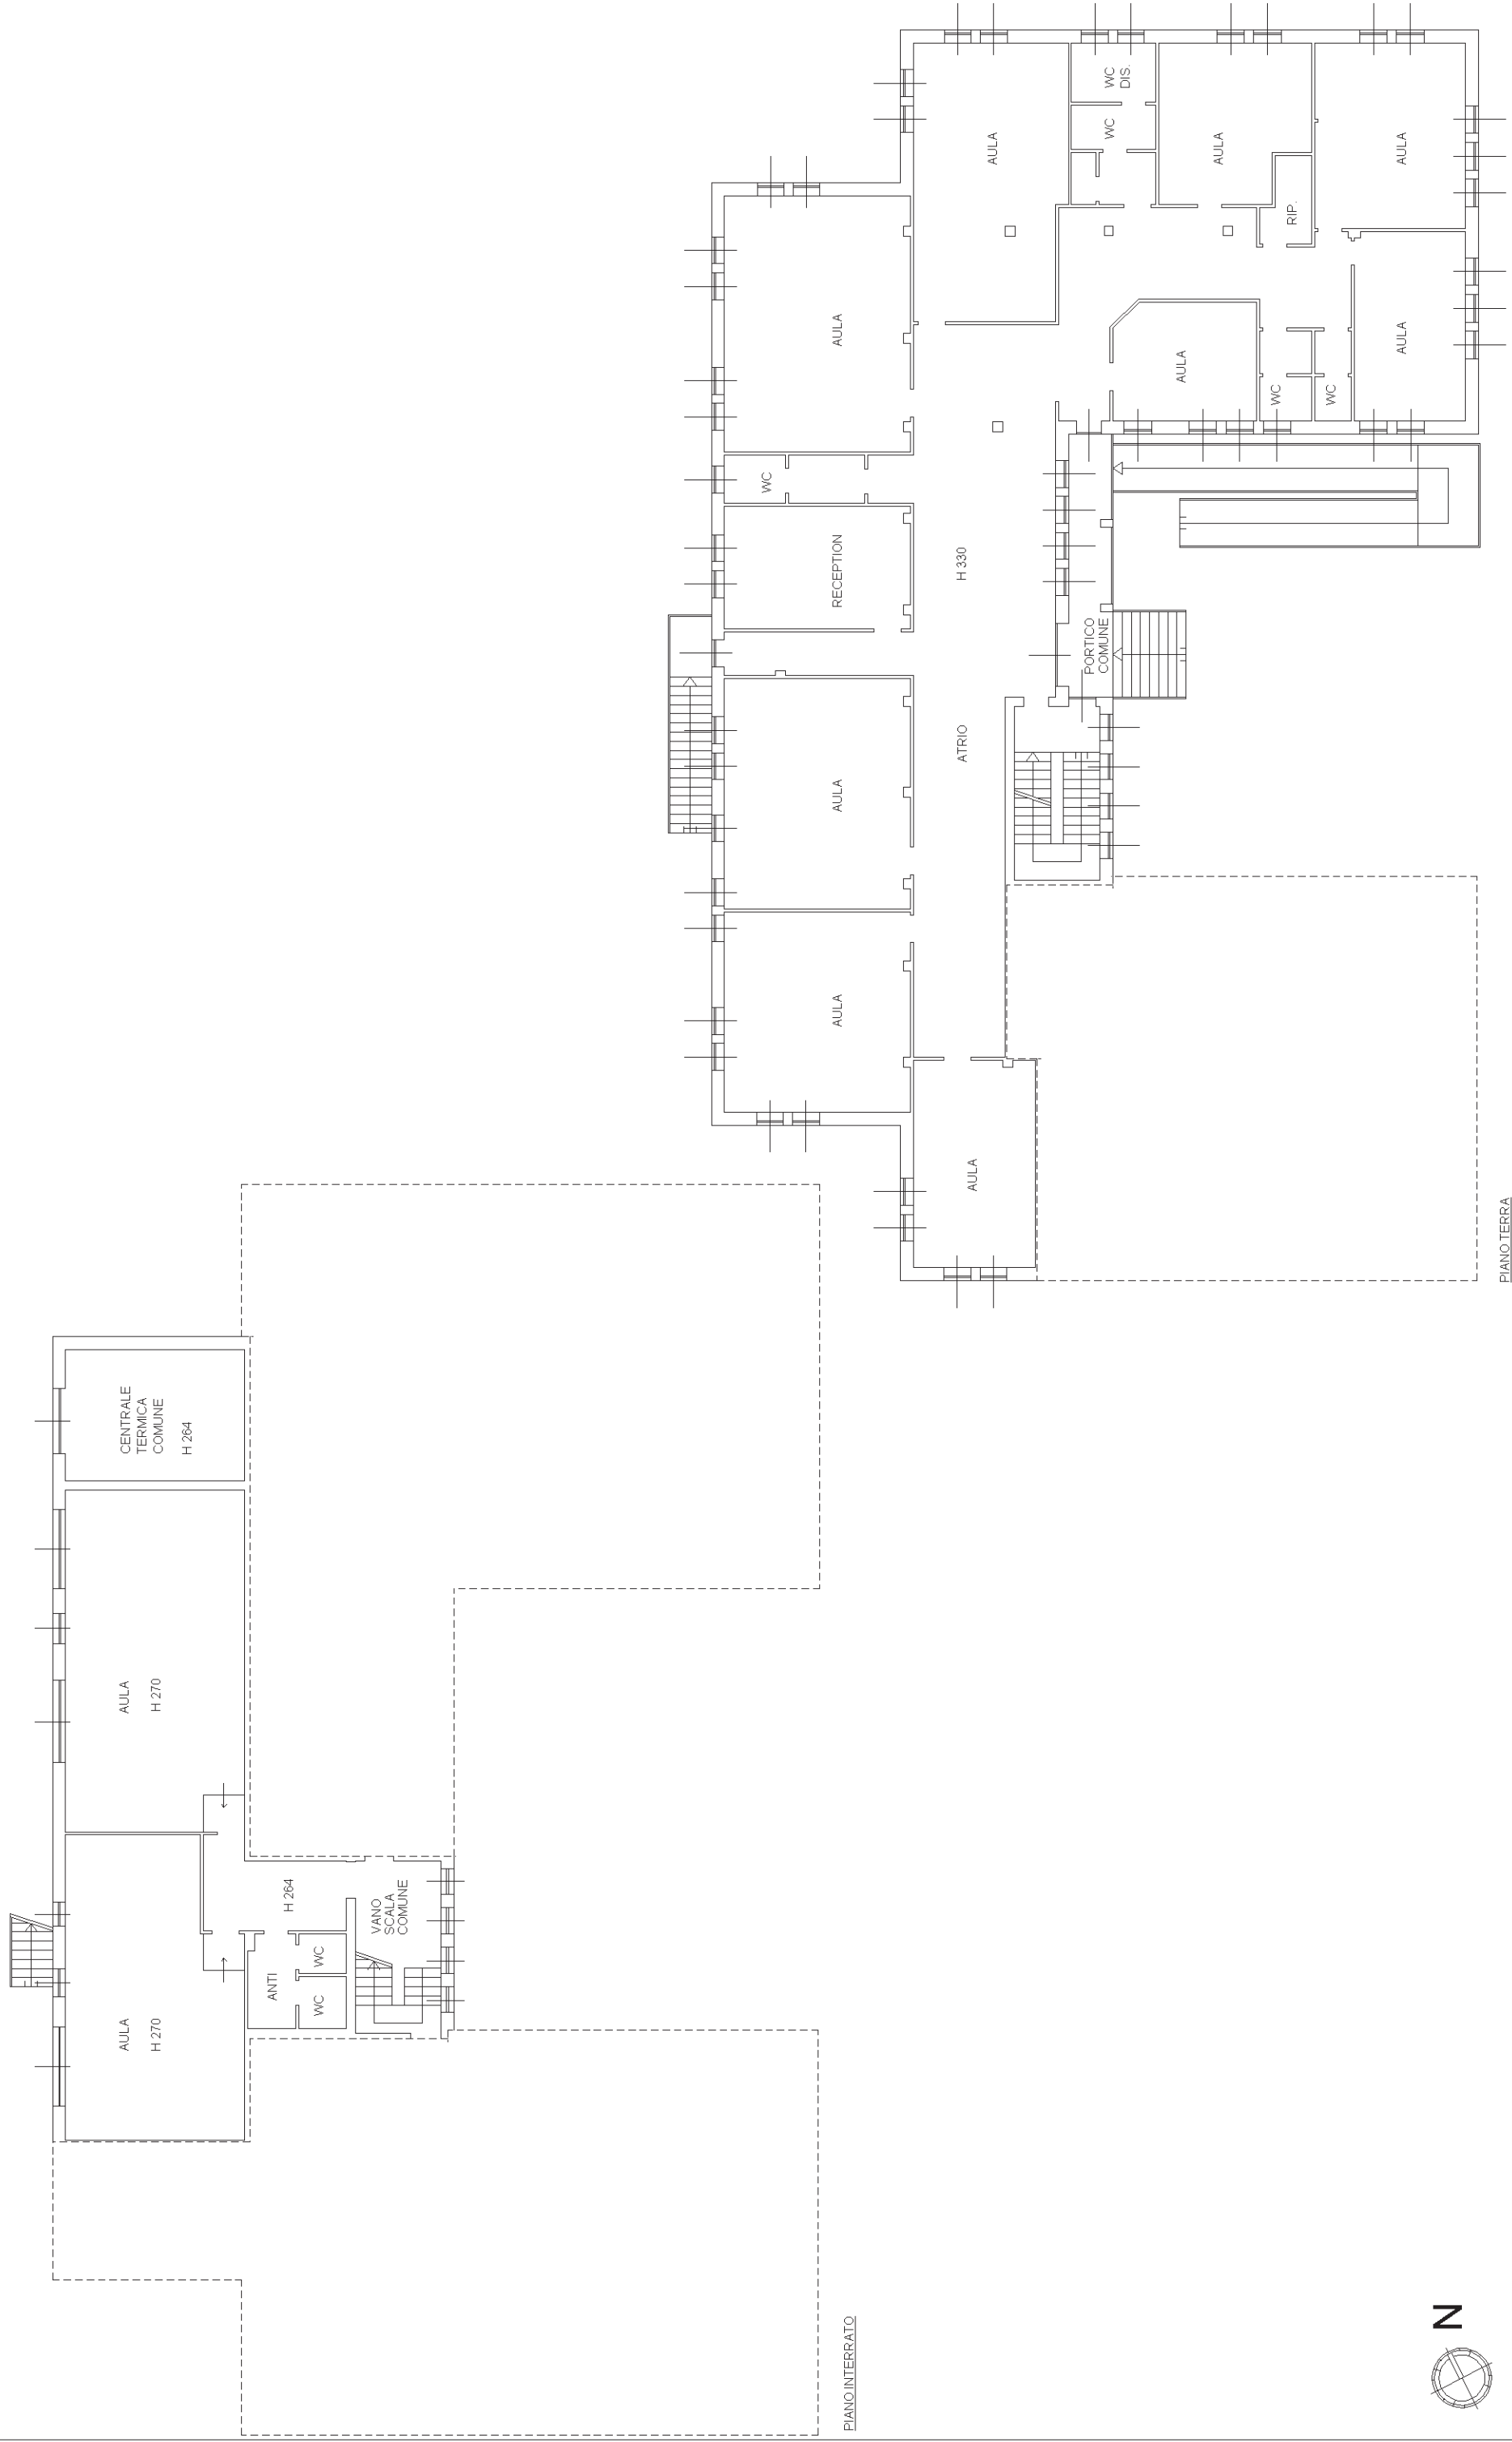 AULA
H 270
AULA
H 270
CENTRALE
TERMICA
COMUNE
H 264
ANTI
H 264
WC
WC
VANO
SCALA
COMUNE
PIANO INTERRATO
WC
AULA
AULA
RECEPTION
AULA
ATRIO
H 330
AULA
AULA
PORTICO
COMUNE
WC
DIS.
WC
AULA
AULA
WC
RIP.
WC
AULA
AULA
N
PIANO TERRA